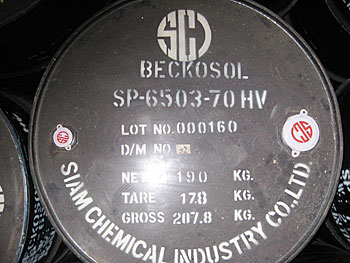 SCI
BECKOSOL
SP-6503-70 HV
LOT NO. 000160
D/M NO
NET 190 KG.
TARE 17.8 KG.
GROSS 207.8 KG.
SIAM CHEMICAL INDUSTRY CO., LTD